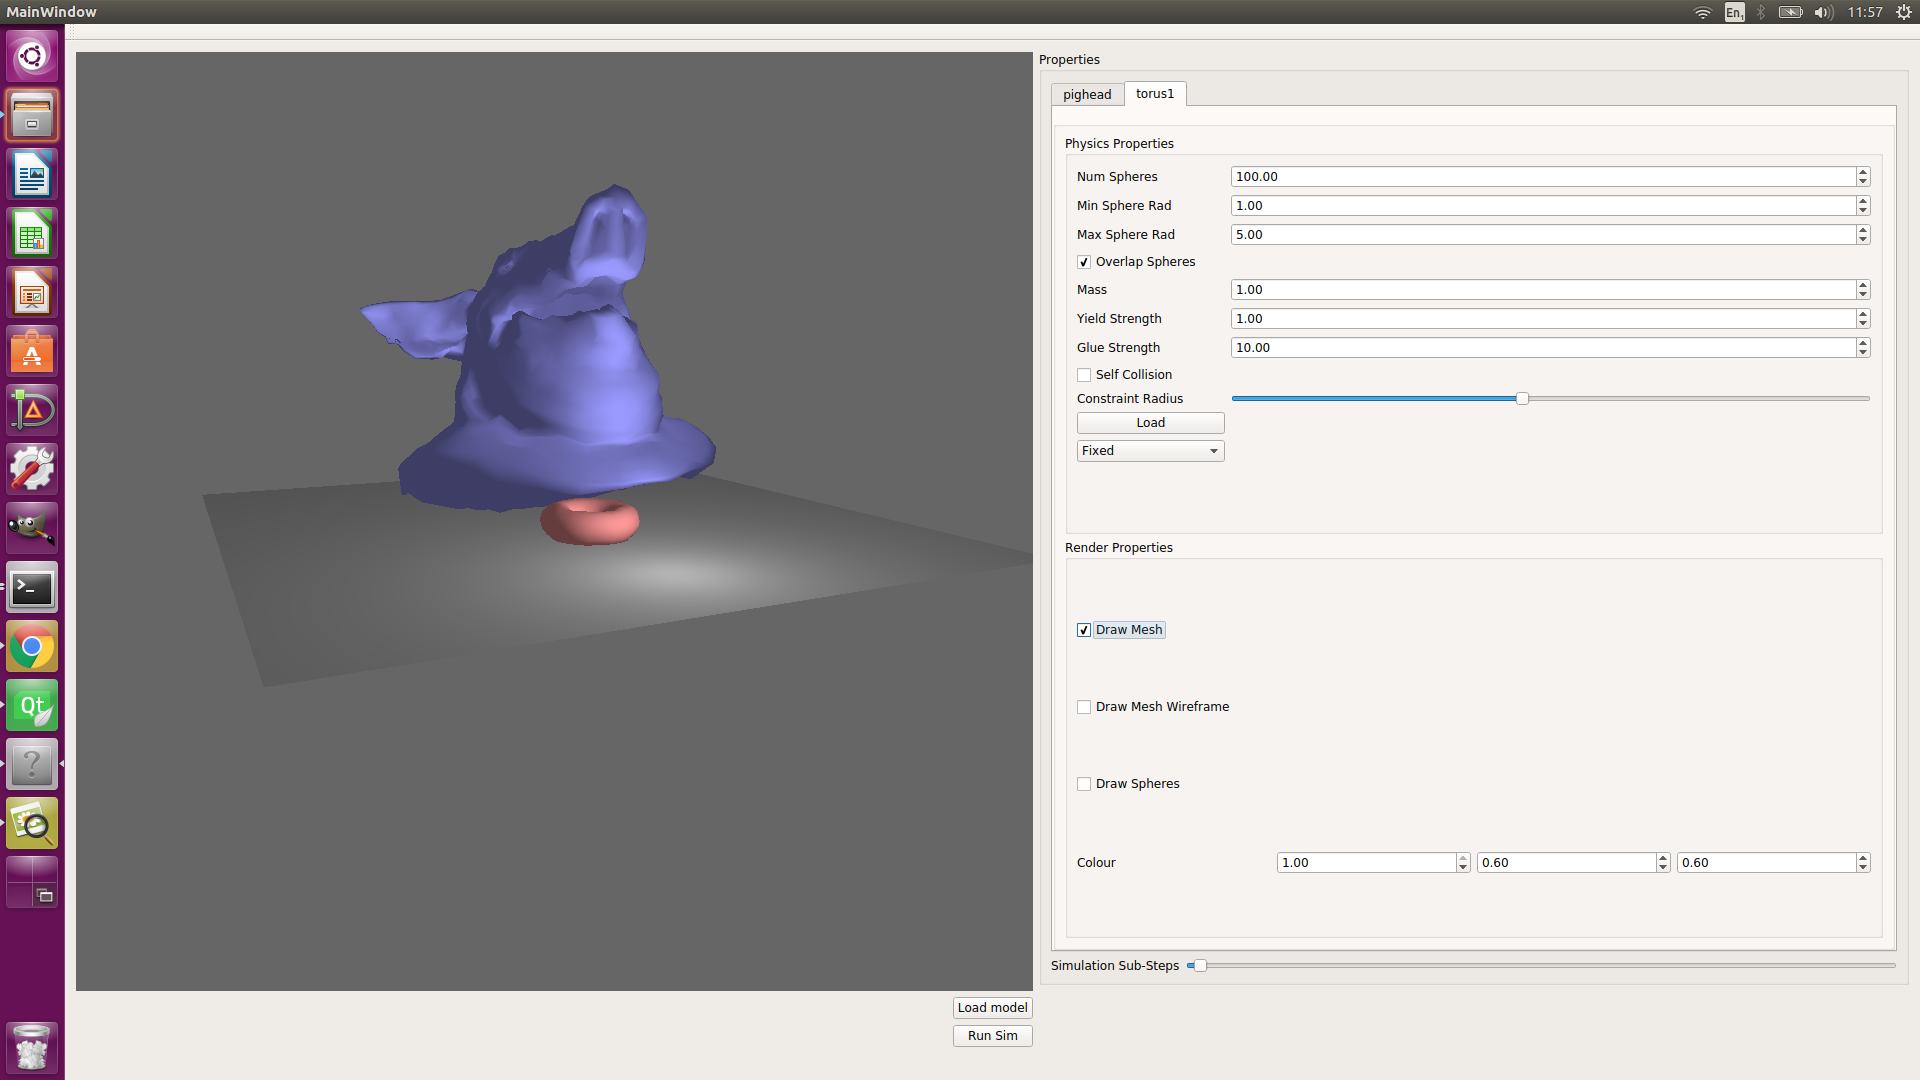 MainWindow
En1
11:57
Properties
pighead
torus1
Physics Properties
Num Spheres
100.00
Min Sphere Rad
1.00
Max Sphere Rad
5.00
Overlap Spheres
Mass
1.00
Yield Strength
1.00
Glue Strength
10.00
Self Collision
Constraint Radius
Load
Fixed
Render Properties
Draw Mesh
Draw Mesh Wireframe
Draw Spheres
Colour
1.00
0.60
0.60
Simulation Sub-Steps
Load model
Run Sim
A
>_
Qt
?